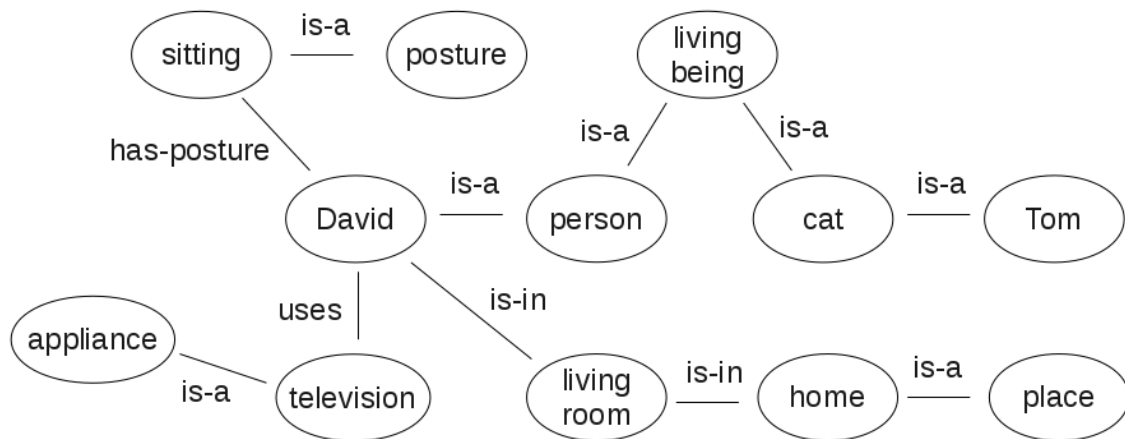 is-a
living
being
sitting
posture
is-a
is-a
has-posture
is-a
is-a
David
person
cat
Tom
uses
is-in
appliance
is-a
television
living
room
is-in
home
is-a
place